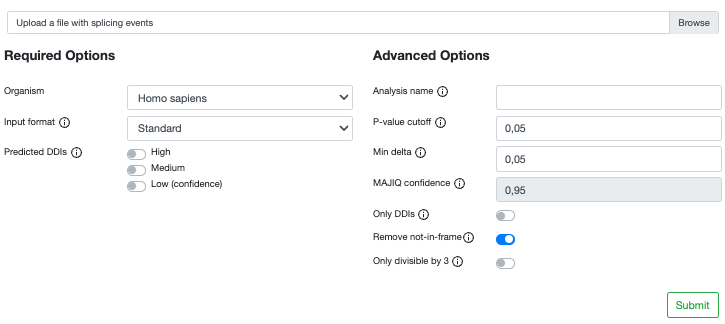 Upload a file with splicing events
Browse
Required Options
Organism
Homo sapiens
Input format
Standard
Predicted DDIs
High
Medium
Low (confidence)
Advanced Options
Analysis name
P-value cutoff
0,05
Min delta
0,05
MAJIQ confidence
0,95
Only DDIs
Remove not-in-frame
Only divisible by 3
Submit